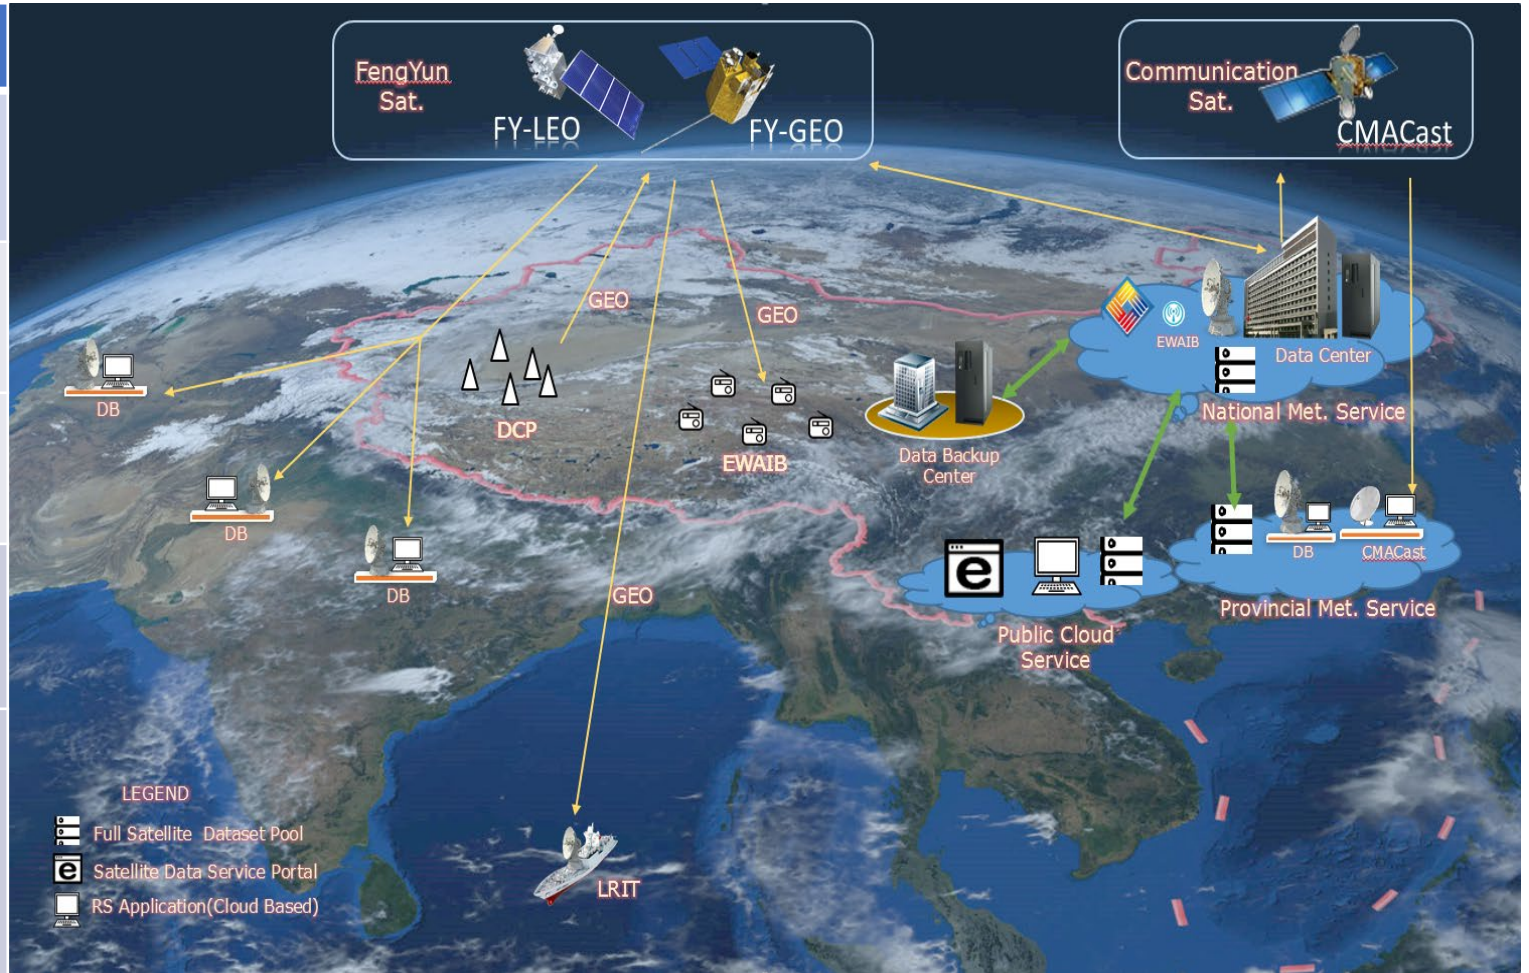 FengYun
Sat.
FY-LEO
FY-GEO
Communication
Sat.
CMACast
GEO
GEO
EWAIB
Data Center
National Met. Service
DB
DCP
EWAIB
Data Backup
Center
DB
DB
GEO
DB
CMACast
Provincial Met. Service
Public Cloud
Service
LEGEND
Full Satellite Dataset Pool
e
Satellite Data Service Portal
RS Application(Cloud Based)
LRIT
e